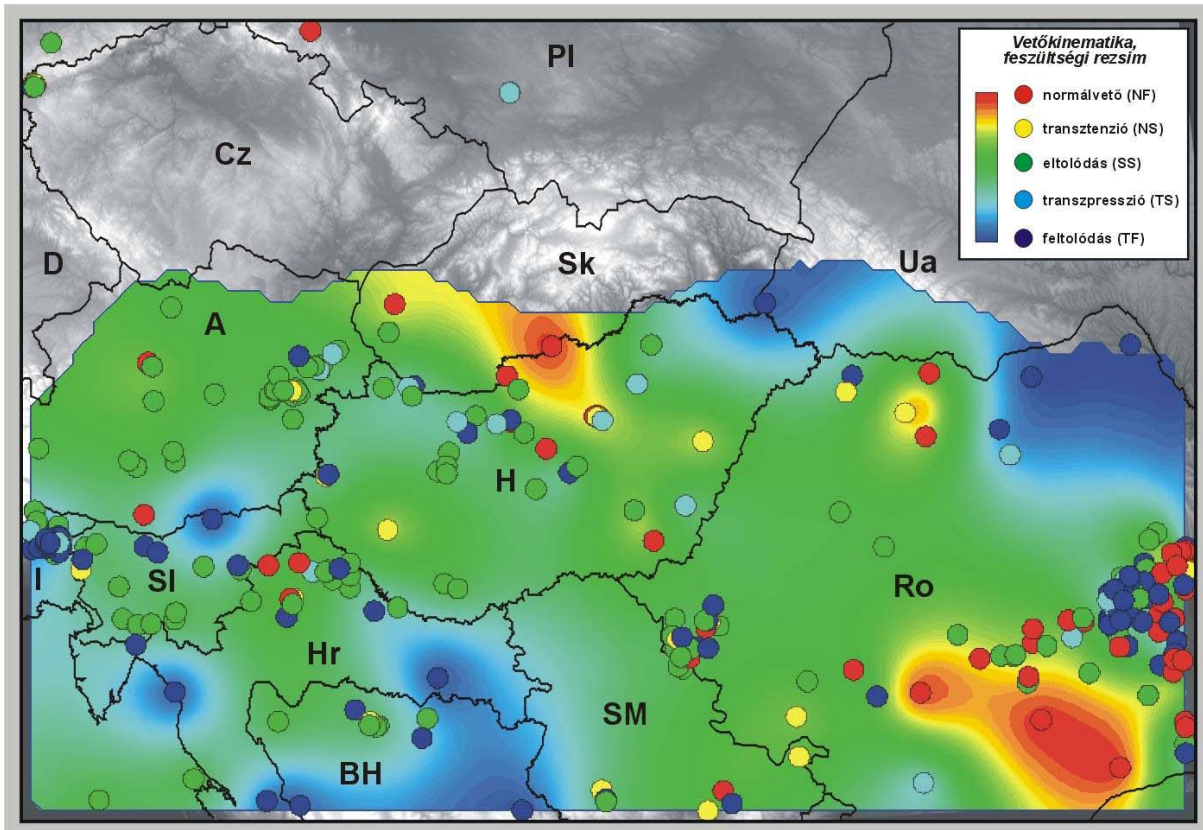 Vetőkinematika,
feszültségi rezsim
normálvető (NF)
transztenzió (NS)
eltolódás (SS)
transzpresszió (TS)
feltolódás (TF)
Pl
Cz
D
Sk
Ua
A
H
I
Sl
Ro
Hr
SM
BH